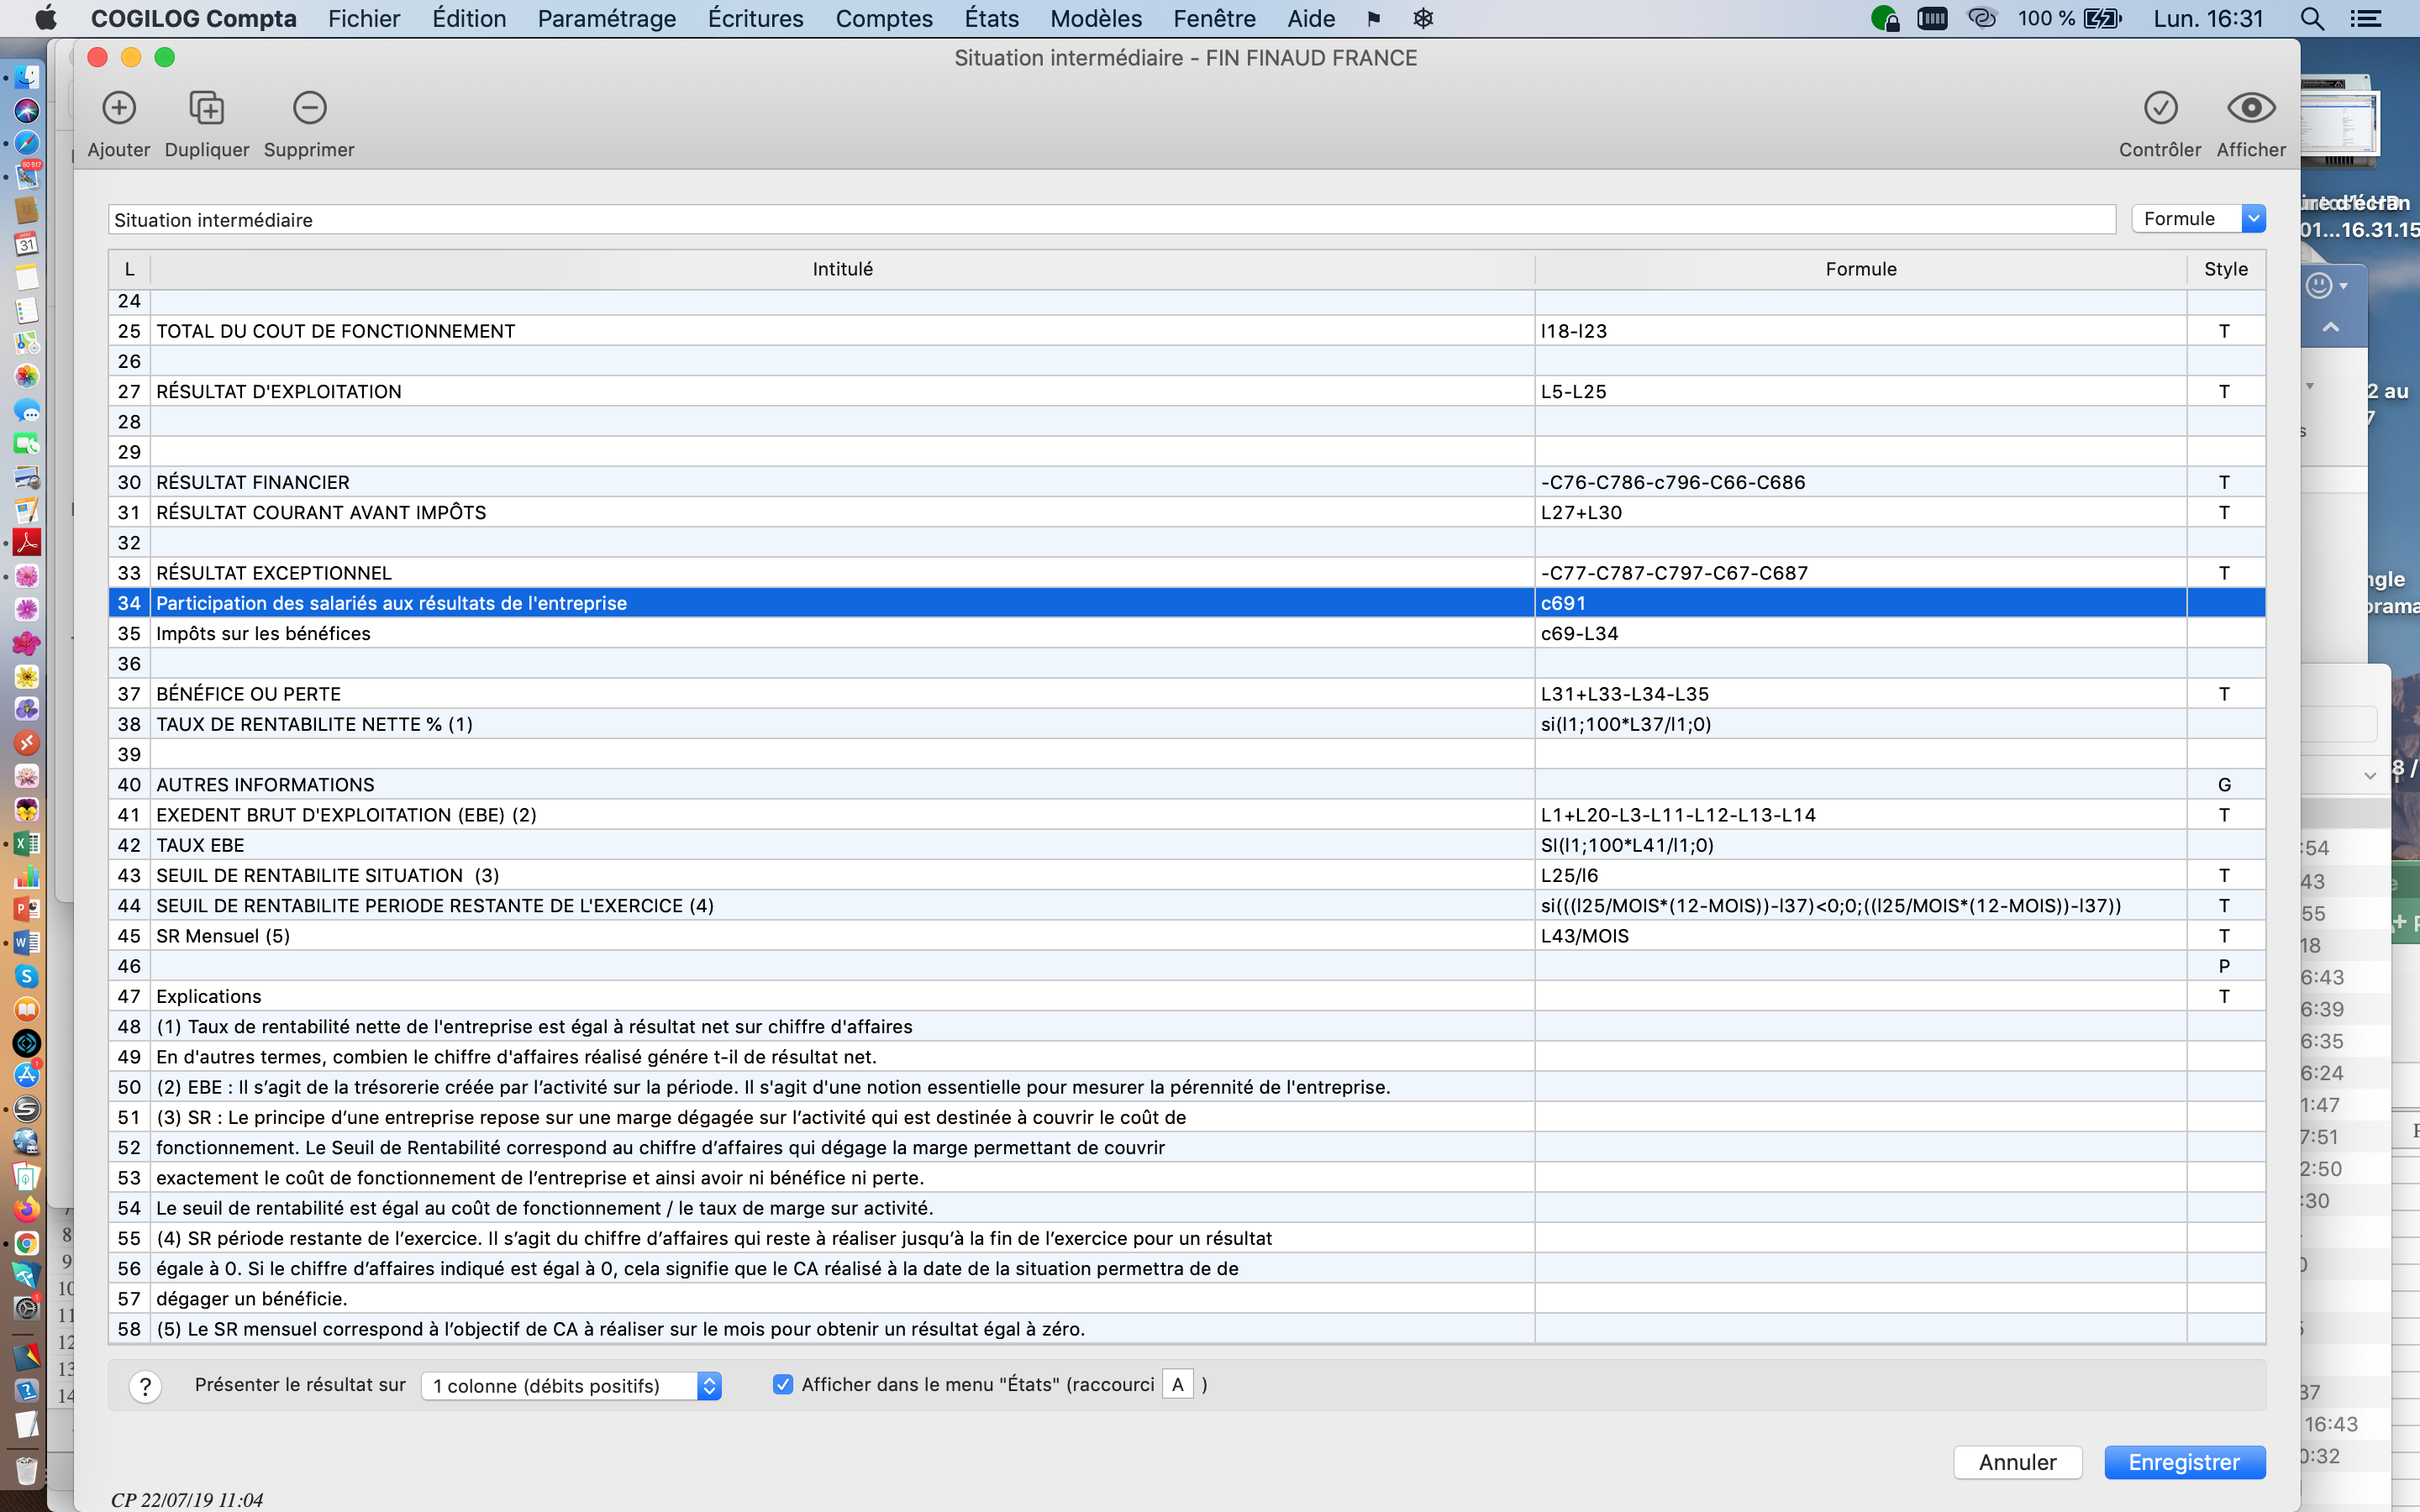 COGILOG Compta Fichier Édition Paramétrage Écritures Comptes États Modèles Fenêtre Aide 100 % Lun. 16:31
Situation intermédiaire - FIN FINAUD FRANCE
Ajouter Dupliquer Supprimer Contrôler Afficher
Situation intermédiaire Formule
L Intitulé Formule Style
24
25 TOTAL DU COUT DE FONCTIONNEMENT l18-l23 T
26
27 RÉSULTAT D'EXPLOITATION L5-L25 T
28
29
30 RÉSULTAT FINANCIER -C76-C786-c796-C66-C686 T
31 RÉSULTAT COURANT AVANT IMPÔTS L27+L30 T
32
33 RÉSULTAT EXCEPTIONNEL -C77-C787-C797-C67-C687 T
34 Participation des salariés aux résultats de l'entreprise c691
35 Impôts sur les bénéfices c69-L34
36
37 BÉNÉFICE OU PERTE L31+L33-L34-L35 T
38 TAUX DE RENTABILITE NETTE % (1) si(l1;100*L37/l1;0)
39
40 AUTRES INFORMATIONS G
41 EXEDENT BRUT D'EXPLOITATION (EBE) (2) L1+L20-L3-L11-L12-L13-L14 T
42 TAUX EBE SI(l1;100*L41/l1;0)
43 SEUIL DE RENTABILITE SITUATION (3) L25/l6 T
44 SEUIL DE RENTABILITE PERIODE RESTANTE DE L'EXERCICE (4) si(((l25/MOIS*(12-MOIS))-l37)<0;0;((l25/MOIS*(12-MOIS))-l37)) T
45 SR Mensuel (5) L43/MOIS T
46 P
47 Explications T
48 (1) Taux de rentabilité nette de l'entreprise est égal à résultat net sur chiffre d'affaires
49 En d'autres termes, combien le chiffre d'affaires réalisé génére t-il de résultat net.
50 (2) EBE : Il s’agit de la trésorerie créée par l’activité sur la période. Il s'agit d'une notion essentielle pour mesurer la pérennité de l'entreprise.
51 (3) SR : Le principe d’une entreprise repose sur une marge dégagée sur l’activité qui est destinée à couvrir le coût de
52 fonctionnement. Le Seuil de Rentabilité correspond au chiffre d’affaires qui dégage la marge permettant de couvrir
53 exactement le coût de fonctionnement de l’entreprise et ainsi avoir ni bénéfice ni perte.
54 Le seuil de rentabilité est égal au coût de fonctionnement / le taux de marge sur activité.
55 (4) SR période restante de l’exercice. Il s’agit du chiffre d’affaires qui reste à réaliser jusqu’à la fin de l’exercice pour un résultat
56 égale à 0. Si le chiffre d’affaires indiqué est égal à 0, cela signifie que le CA réalisé à la date de la situation permettra de de
57 dégager un bénéficie.
58 (5) Le SR mensuel correspond à l’objectif de CA à réaliser sur le mois pour obtenir un résultat égal à zéro.
? Présenter le résultat sur 1 colonne (débits positifs) Afficher dans le menu "États" (raccourci A )
Annuler Enregistrer
CP 22/07/19 11:04